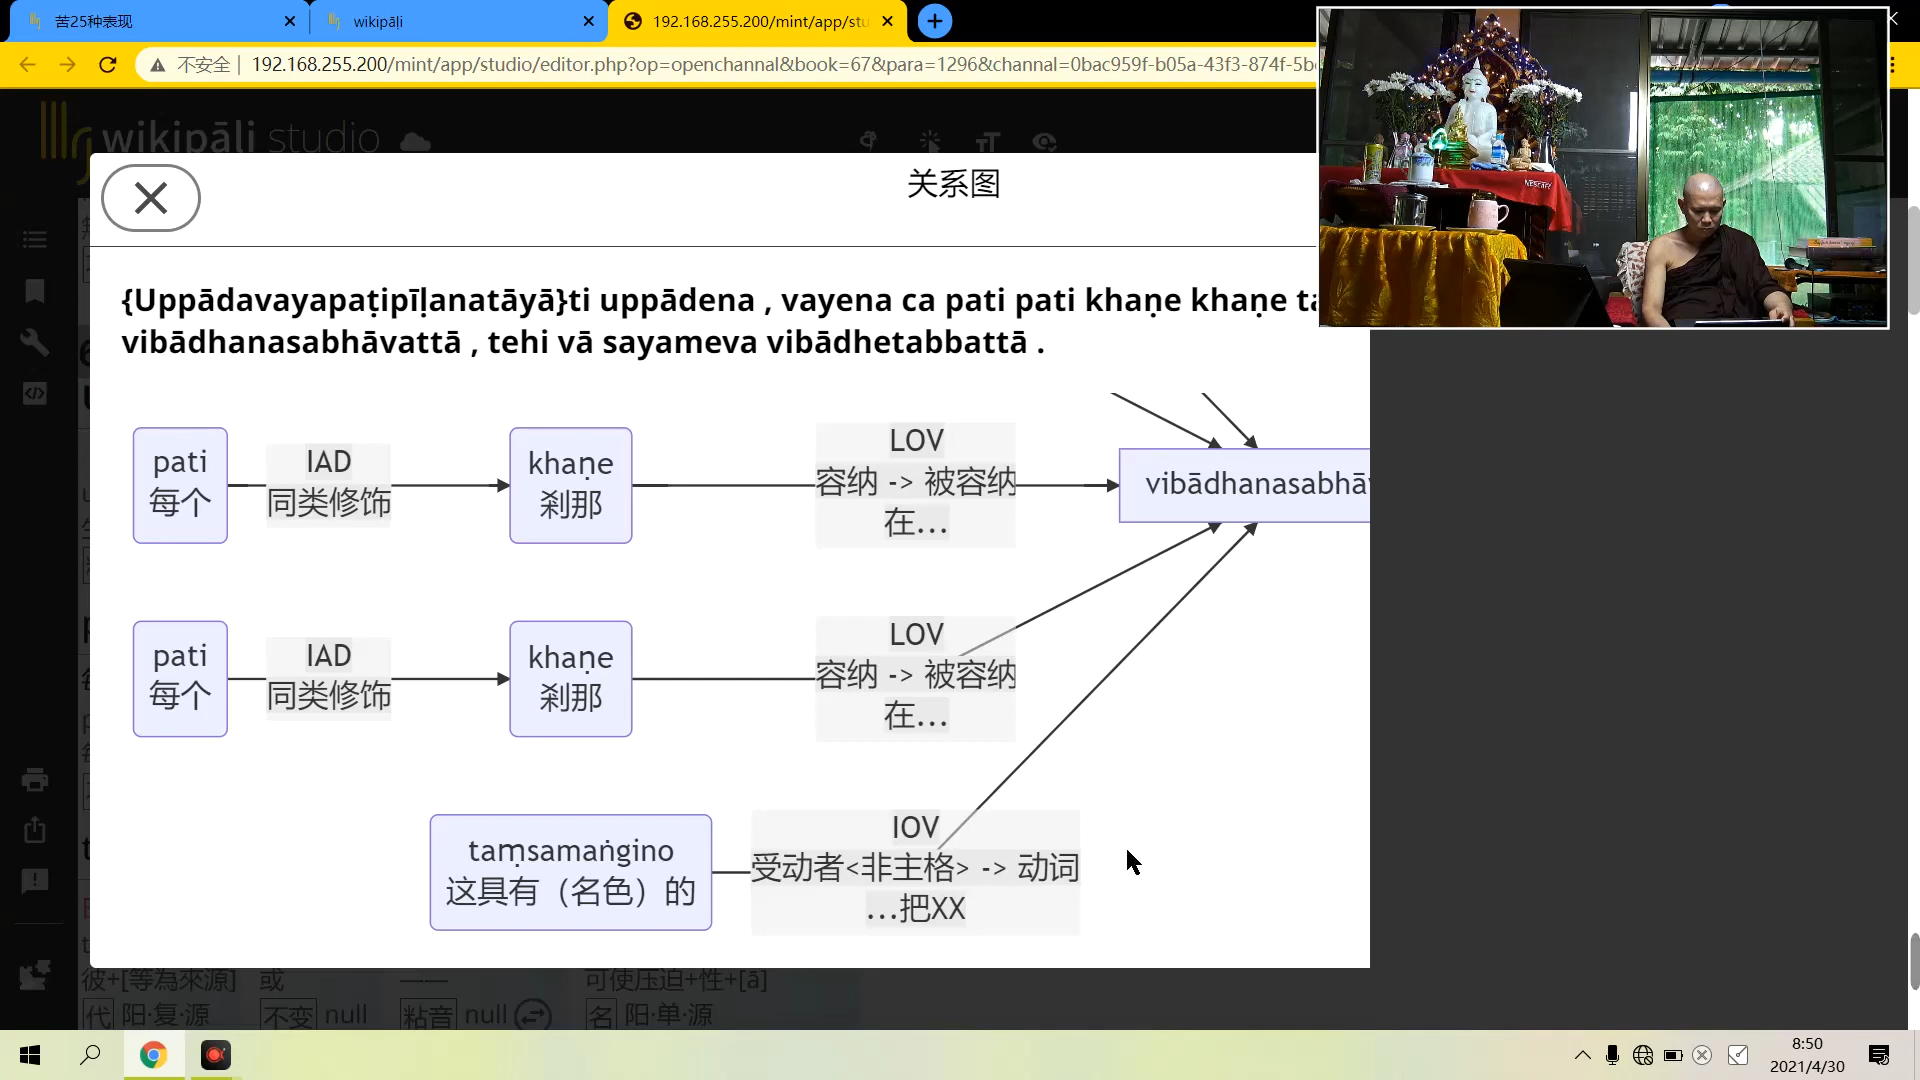 苦25种表现
wikipāḷi
192.168.255.200/mint/app/stu
不安全
192.168.255.200/mint/app/studio/editor.php?op=openchannal&book=67&para=1296&channal=0bac959f-b05a-43f3-874f-5b
wikipāli studio
关系图
{Uppādavayapaṭipīḷanatāyā}ti uppādena , vayena ca pati pati khaṇe khaṇe
vibādhanasabhāvattā , tehi vā sayameva vibādhetabbattā .
pati
每个
IAD
同类修饰
khaṇe
刹那
LOV
容纳 -> 被容纳
在...
vibādhanasabhā
pati
每个
IAD
同类修饰
khaṇe
刹那
LOV
容纳 -> 被容纳
在...
taṃsamaṅgino
这具有（名色）的
IOV
受动者<非主格> -> 动词
...把XX
彼+[等為來源] 或 —— 可使压迫+性+[ā]
代 阳·复·源 不变 null 粘音 null 名 阳·单·源
NESCAFÉ
8:50
2021/4/30